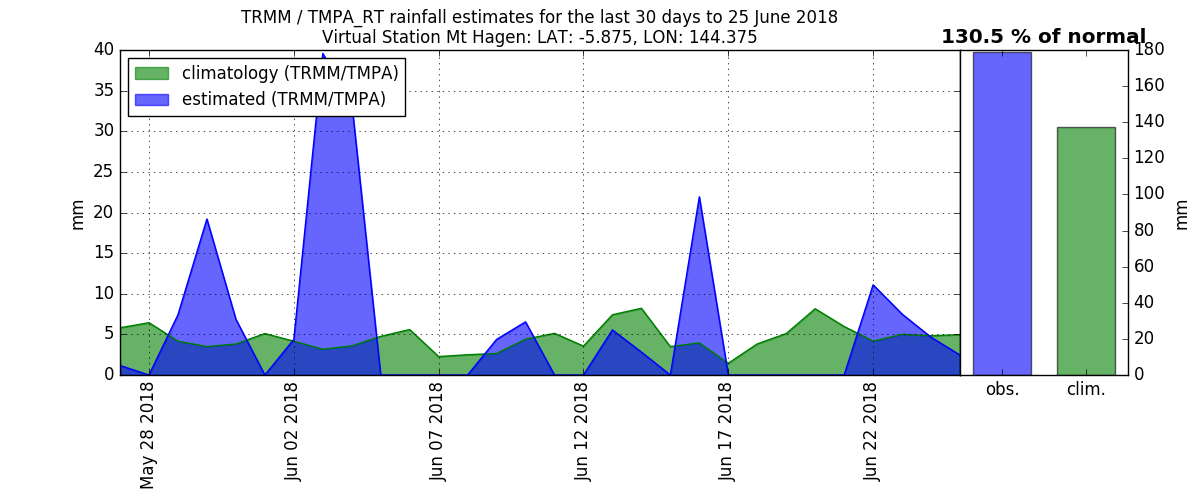 TRMM / TMPA_RT rainfall estimates for the last 30 days to 25 June 2018
Virtual Station Mt Hagen: LAT: -5.875, LON: 144.375
130.5 % of normal
climatology (TRMM/TMPA)
estimated (TRMM/TMPA)
40
35
30
25
20
15
10
5
0
mm
May 28 2018
Jun 02 2018
Jun 07 2018
Jun 12 2018
Jun 17 2018
Jun 22 2018
obs.
clim.
180
160
140
120
100
80
60
40
20
0
mm